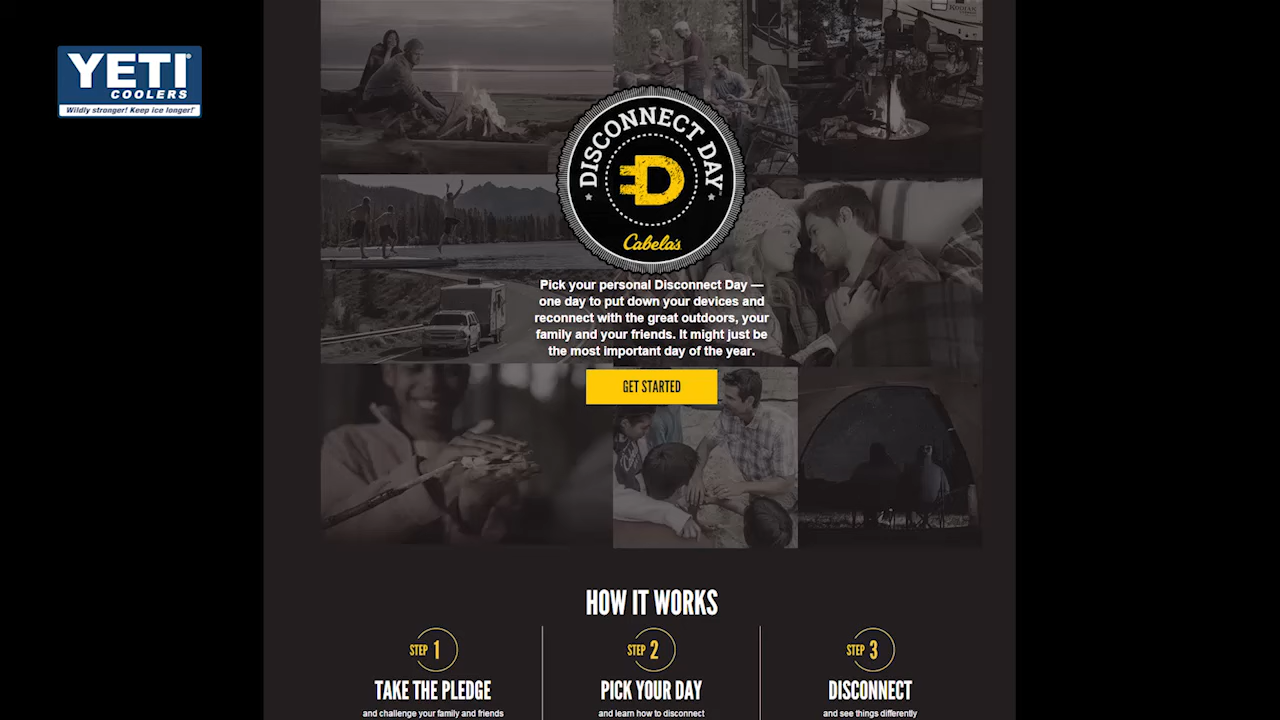 YETI
COOLERS
Wildly stronger! Keep ice longer!
KODIAK
DISCONNECT DAY
D
Cabela's
Pick your personal Disconnect Day —
one day to put down your devices and
reconnect with the great outdoors, your
family and your friends. It might just be
the most important day of the year.
GET STARTED
HOW IT WORKS
STEP 1
STEP 2
STEP 3
TAKE THE PLEDGE
PICK YOUR DAY
DISCONNECT
and challenge your family and friends
and learn how to disconnect
and see things differently